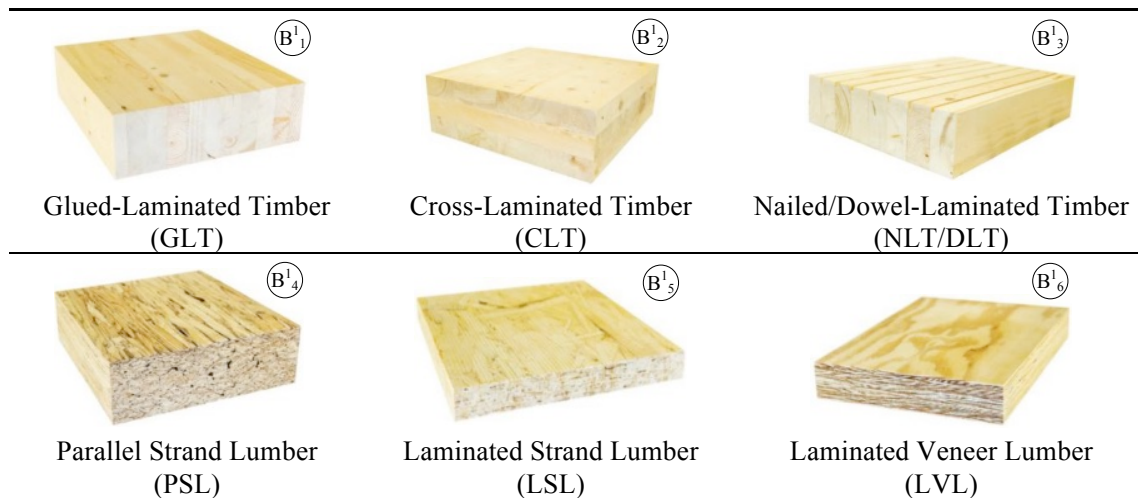 B¹₁
B¹₂
B¹₃
Glued-Laminated Timber
(GLT)
Cross-Laminated Timber
(CLT)
Nailed/Dowel-Laminated Timber
(NLT/DLT)
B¹₄
B¹₅
B¹₆
Parallel Strand Lumber
(PSL)
Laminated Strand Lumber
(LSL)
Laminated Veneer Lumber
(LVL)